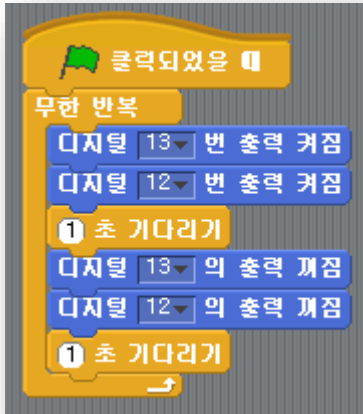 클릭되었을 때
무한 반복
디지털 13 번 출력 켜짐
디지털 12 번 출력 켜짐
1 초 기다리기
디지털 13 의 출력 꺼짐
디지털 12 의 출력 꺼짐
1 초 기다리기